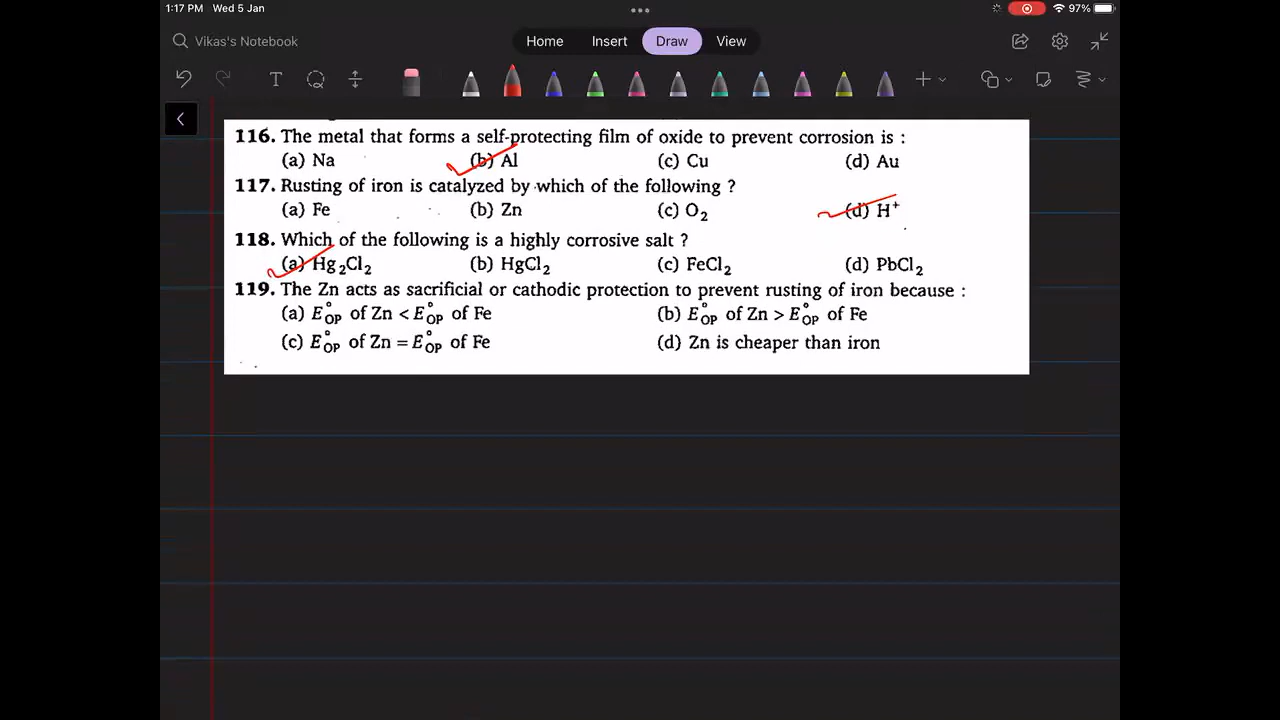 1:17 PM Wed 5 Jan 97%
Vikas's Notebook Home Insert Draw View
T
116. The metal that forms a self-protecting film of oxide to prevent corrosion is :
(a) Na (b) Al (c) Cu (d) Au
117. Rusting of iron is catalyzed by which of the following ?
(a) Fe (b) Zn (c) O₂ (d) H⁺
118. Which of the following is a highly corrosive salt ?
(a) Hg₂Cl₂ (b) HgCl₂ (c) FeCl₂ (d) PbCl₂
119. The Zn acts as sacrificial or cathodic protection to prevent rusting of iron because :
(a) E°OP of Zn < E°OP of Fe (b) E°OP of Zn > E°OP of Fe
(c) E°OP of Zn = E°OP of Fe (d) Zn is cheaper than iron